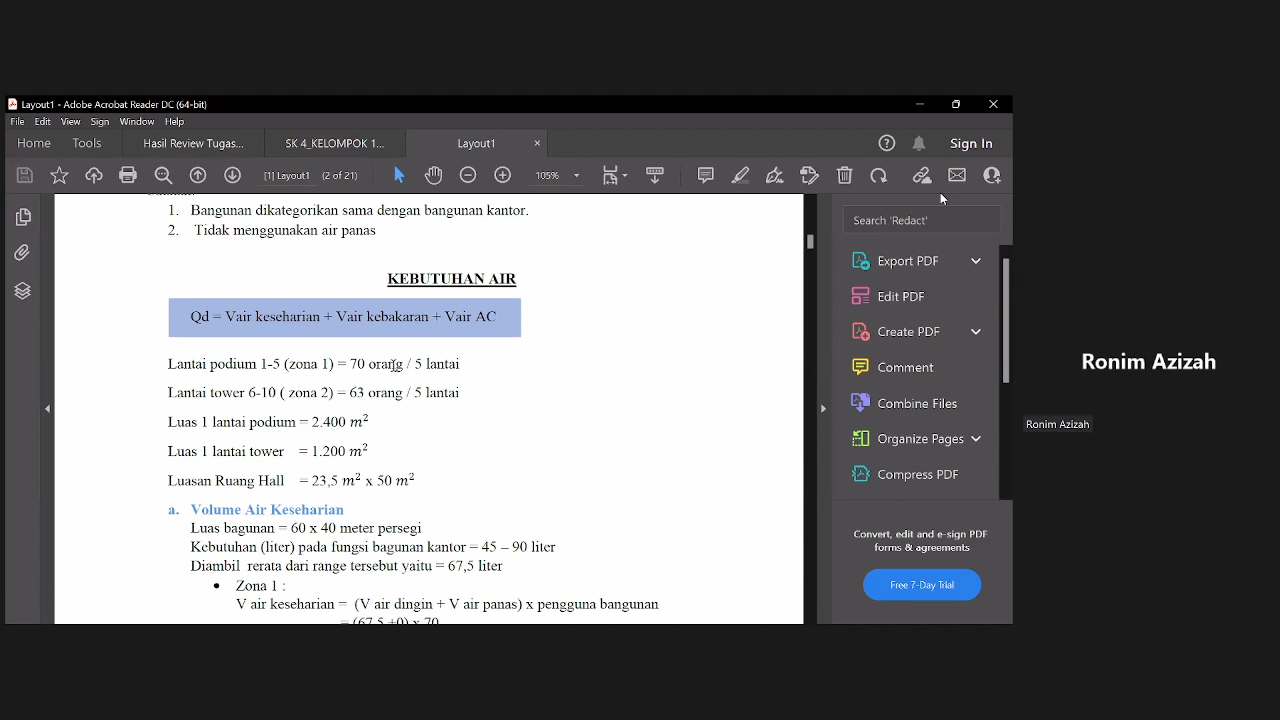 Layout1 - Adobe Acrobat Reader DC (64-bit)
File Edit View Sign Window Help
Home Tools Hasil Review Tugas... SK 4_KELOMPOK 1... Layout1 × Sign In
[1] Layout1 (2 of 21) 105%
1. Bangunan dikategorikan sama dengan bangunan kantor.
2. Tidak menggunakan air panas
KEBUTUHAN AIR
Qd = Vair keseharian + Vair kebakaran + Vair AC
Lantai podium 1-5 (zona 1) = 70 orang / 5 lantai
Lantai tower 6-10 ( zona 2) = 63 orang / 5 lantai
Luas 1 lantai podium = 2.400 m²
Luas 1 lantai tower = 1.200 m²
Luasan Ruang Hall = 23,5 m² x 50 m²
a. Volume Air Keseharian
Luas bagunan = 60 x 40 meter persegi
Kebutuhan (liter) pada fungsi bagunan kantor = 45 – 90 liter
Diambil rerata dari range tersebut yaitu = 67,5 liter
• Zona 1 :
V air keseharian = (V air dingin + V air panas) x pengguna bangunan
= (67,5 +0) x 70
Search 'Redact'
Export PDF
Edit PDF
Create PDF
Comment
Combine Files
Organize Pages
Compress PDF
Convert, edit and e-sign PDF
forms & agreements
Free 7-Day Trial
Ronim Azizah
Ronim Azizah